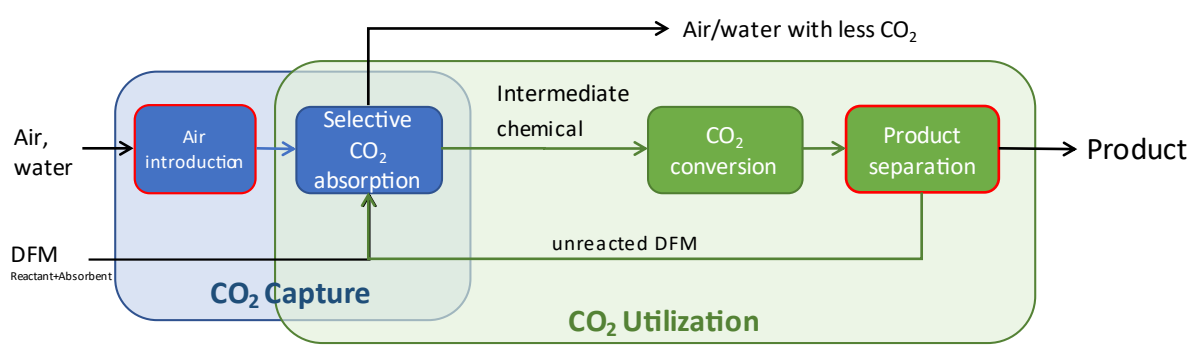 Air/water with less CO₂
Air,
water
Air
introduction
Selective
CO₂
absorption
Intermediate
chemical
CO₂
conversion
Product
separation
Product
DFM
Reactant+Absorbent
unreacted DFM
CO₂ Capture
CO₂ Utilization